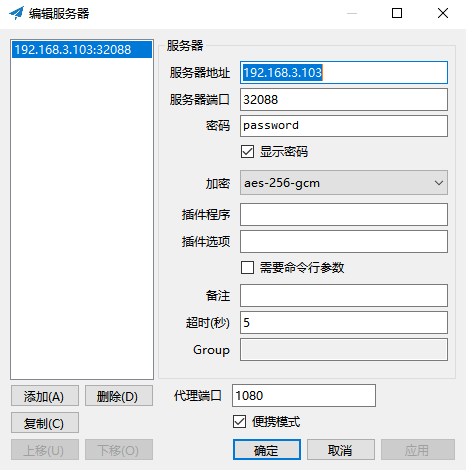 编辑服务器
192.168.3.103:32088
服务器
服务器地址 192.168.3.103
服务器端口 32088
密码 password
显示密码
加密 aes-256-gcm
插件程序
插件选项
需要命令行参数
备注
超时(秒) 5
Group
添加(A) 删除(D) 代理端口 1080
复制(C) 便携模式
上移(U) 下移(O) 确定 取消 应用